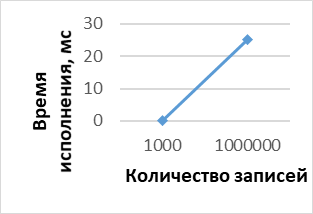 Время
исполнения, мс
30
20
10
0
1000 1000000
Количество записей